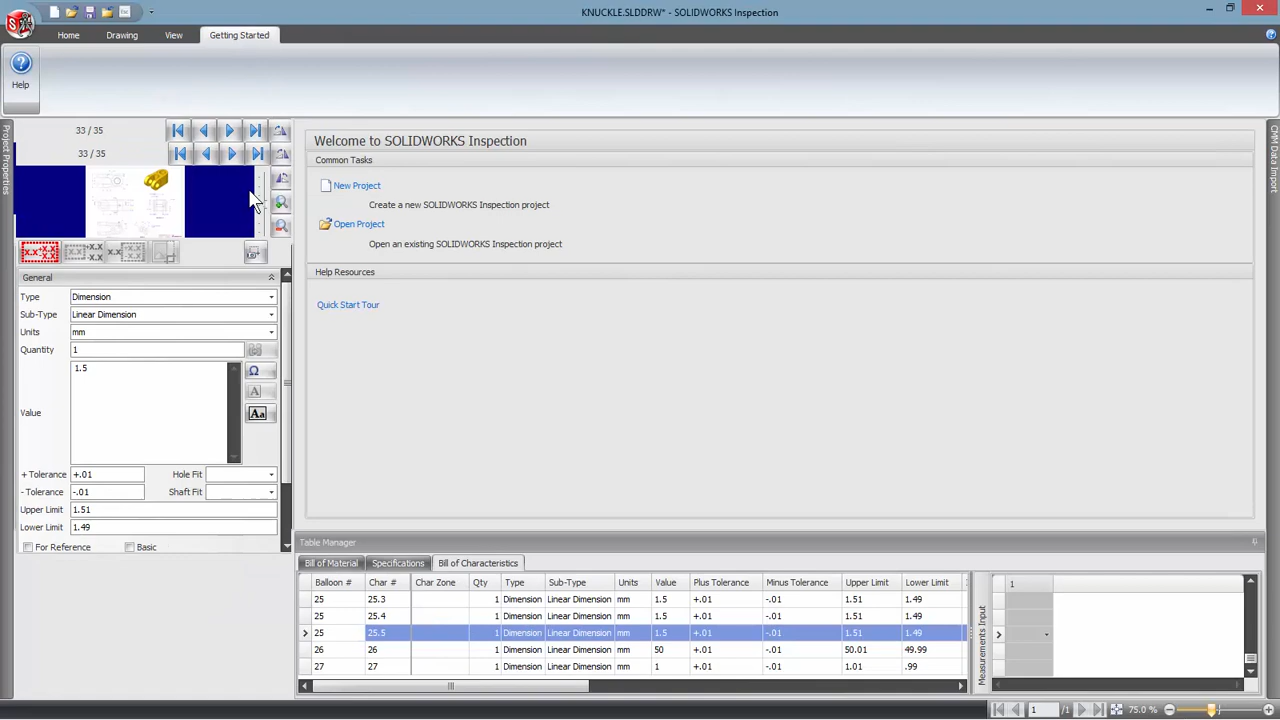 KNUCKLE.SLDDRW* - SOLIDWORKS Inspection
Home Drawing View Getting Started
Help
Project Properties
33 / 35
33 / 35
General
Type Dimension
Sub-Type Linear Dimension
Units mm
Quantity 1
Value 1.5
+ Tolerance +.01 Hole Fit
- Tolerance -.01 Shaft Fit
Upper Limit 1.51
Lower Limit 1.49
For Reference Basic
Welcome to SOLIDWORKS Inspection
Common Tasks
New Project
Create a new SOLIDWORKS Inspection project
Open Project
Open an existing SOLIDWORKS Inspection project
Help Resources
Quick Start Tour
CMM Data Import
Table Manager
Bill of Material Specifications Bill of Characteristics
Balloon # Char # Char Zone Qty Type Sub-Type Units Value Plus Tolerance Minus Tolerance Upper Limit Lower Limit
25 25.3 1 Dimension Linear Dimension mm 1.5 +.01 -.01 1.51 1.49
25 25.4 1 Dimension Linear Dimension mm 1.5 +.01 -.01 1.51 1.49
25 25.5 1 Dimension Linear Dimension mm 1.5 +.01 -.01 1.51 1.49
26 26 1 Dimension Linear Dimension mm 50 +.01 -.01 50.01 49.99
27 27 1 Dimension Linear Dimension mm 1 +.01 -.01 1.01 .99
Measurements Input
1
1 /1 75.0 %